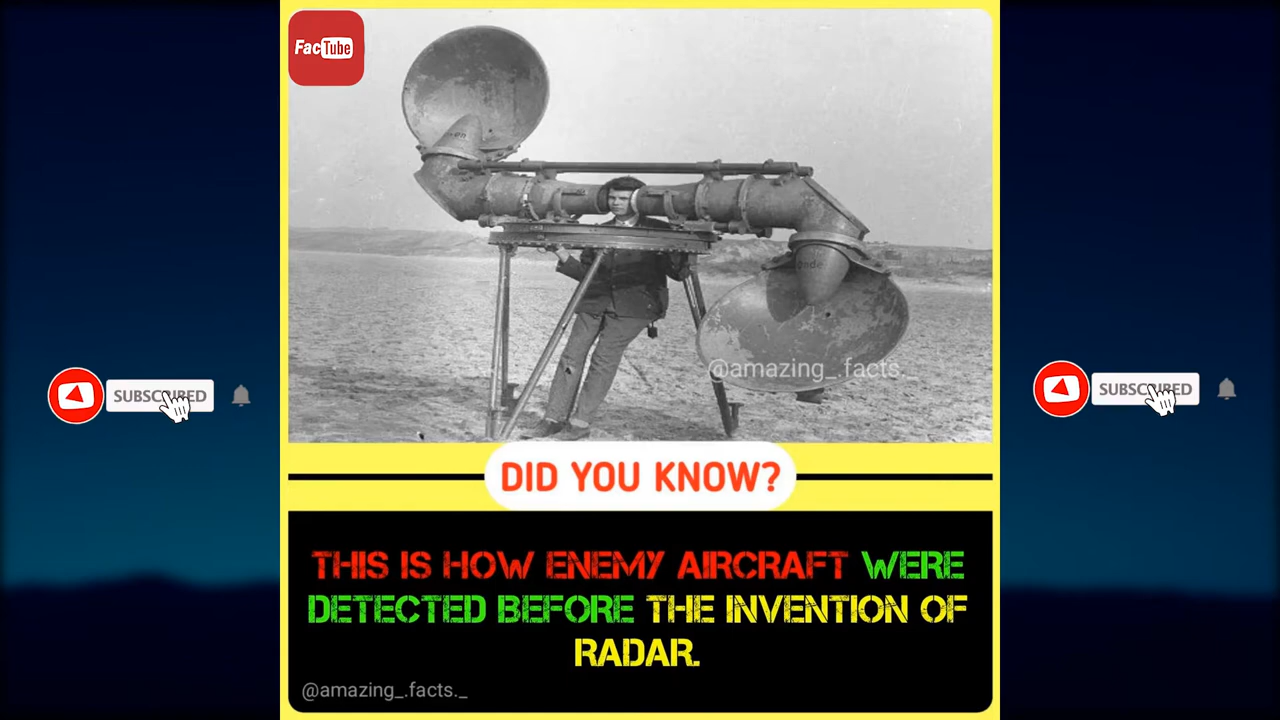 FacTube
@amazing_.facts._
SUBSCRIBED
SUBSCRIBED
DID YOU KNOW?
THIS IS HOW ENEMY AIRCRAFT WERE
DETECTED BEFORE THE INVENTION OF
RADAR.
@amazing_.facts._